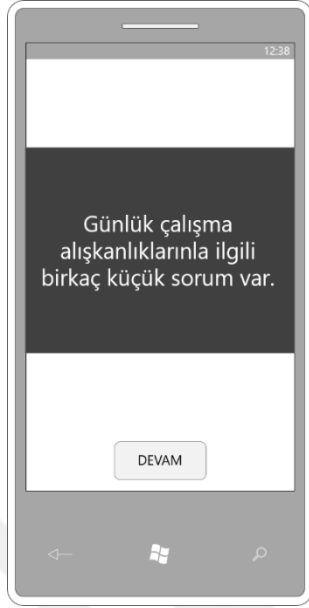 12:38
Günlük çalışma
alışkanlıklarınla ilgili
birkaç küçük sorum var.
DEVAM